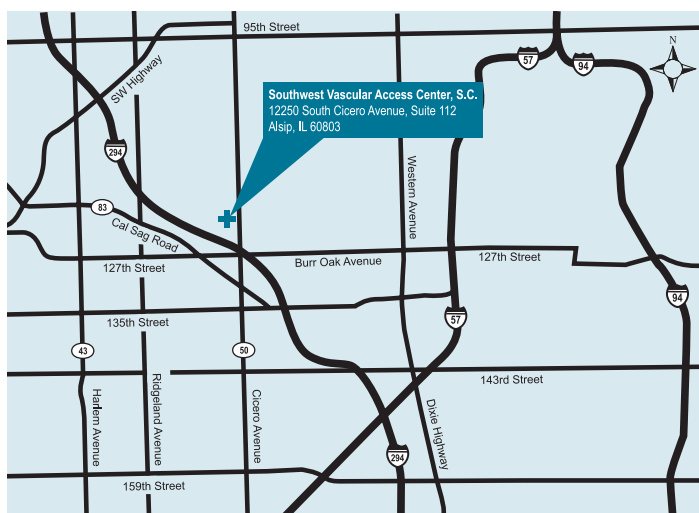 95th Street
N
57
94
SW Highway
Southwest Vascular Access Center, S.C.
12250 South Cicero Avenue, Suite 112
Alsip, IL 60803
294
Western Avenue
83
Cal Sag Road
Burr Oak Avenue
127th Street
127th Street
94
57
135th Street
43
50
143rd Street
Harlem Avenue
Ridgeland Avenue
Cicero Avenue
Dixie Highway
294
159th Street